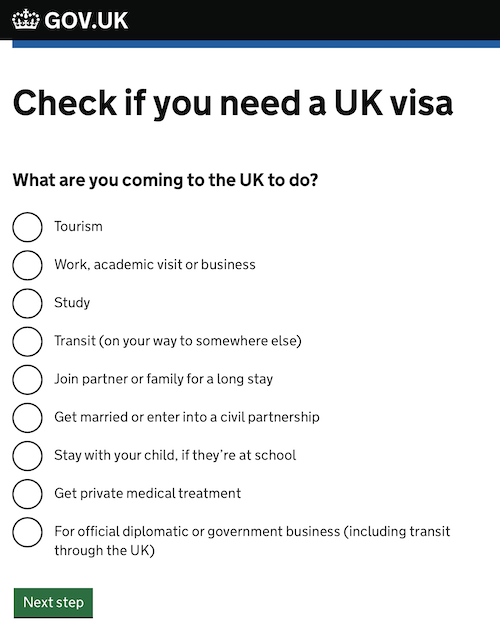 GOV.UK
Check if you need a UK visa
What are you coming to the UK to do?
Tourism
Work, academic visit or business
Study
Transit (on your way to somewhere else)
Join partner or family for a long stay
Get married or enter into a civil partnership
Stay with your child, if they’re at school
Get private medical treatment
For official diplomatic or government business (including transit
through the UK)
Next step